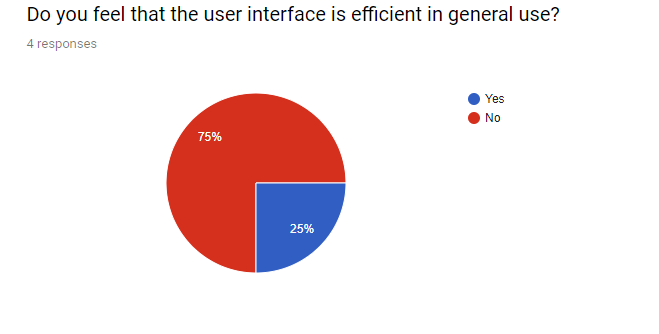 Do you feel that the user interface is efficient in general use?
4 responses
Yes
No
75%
25%